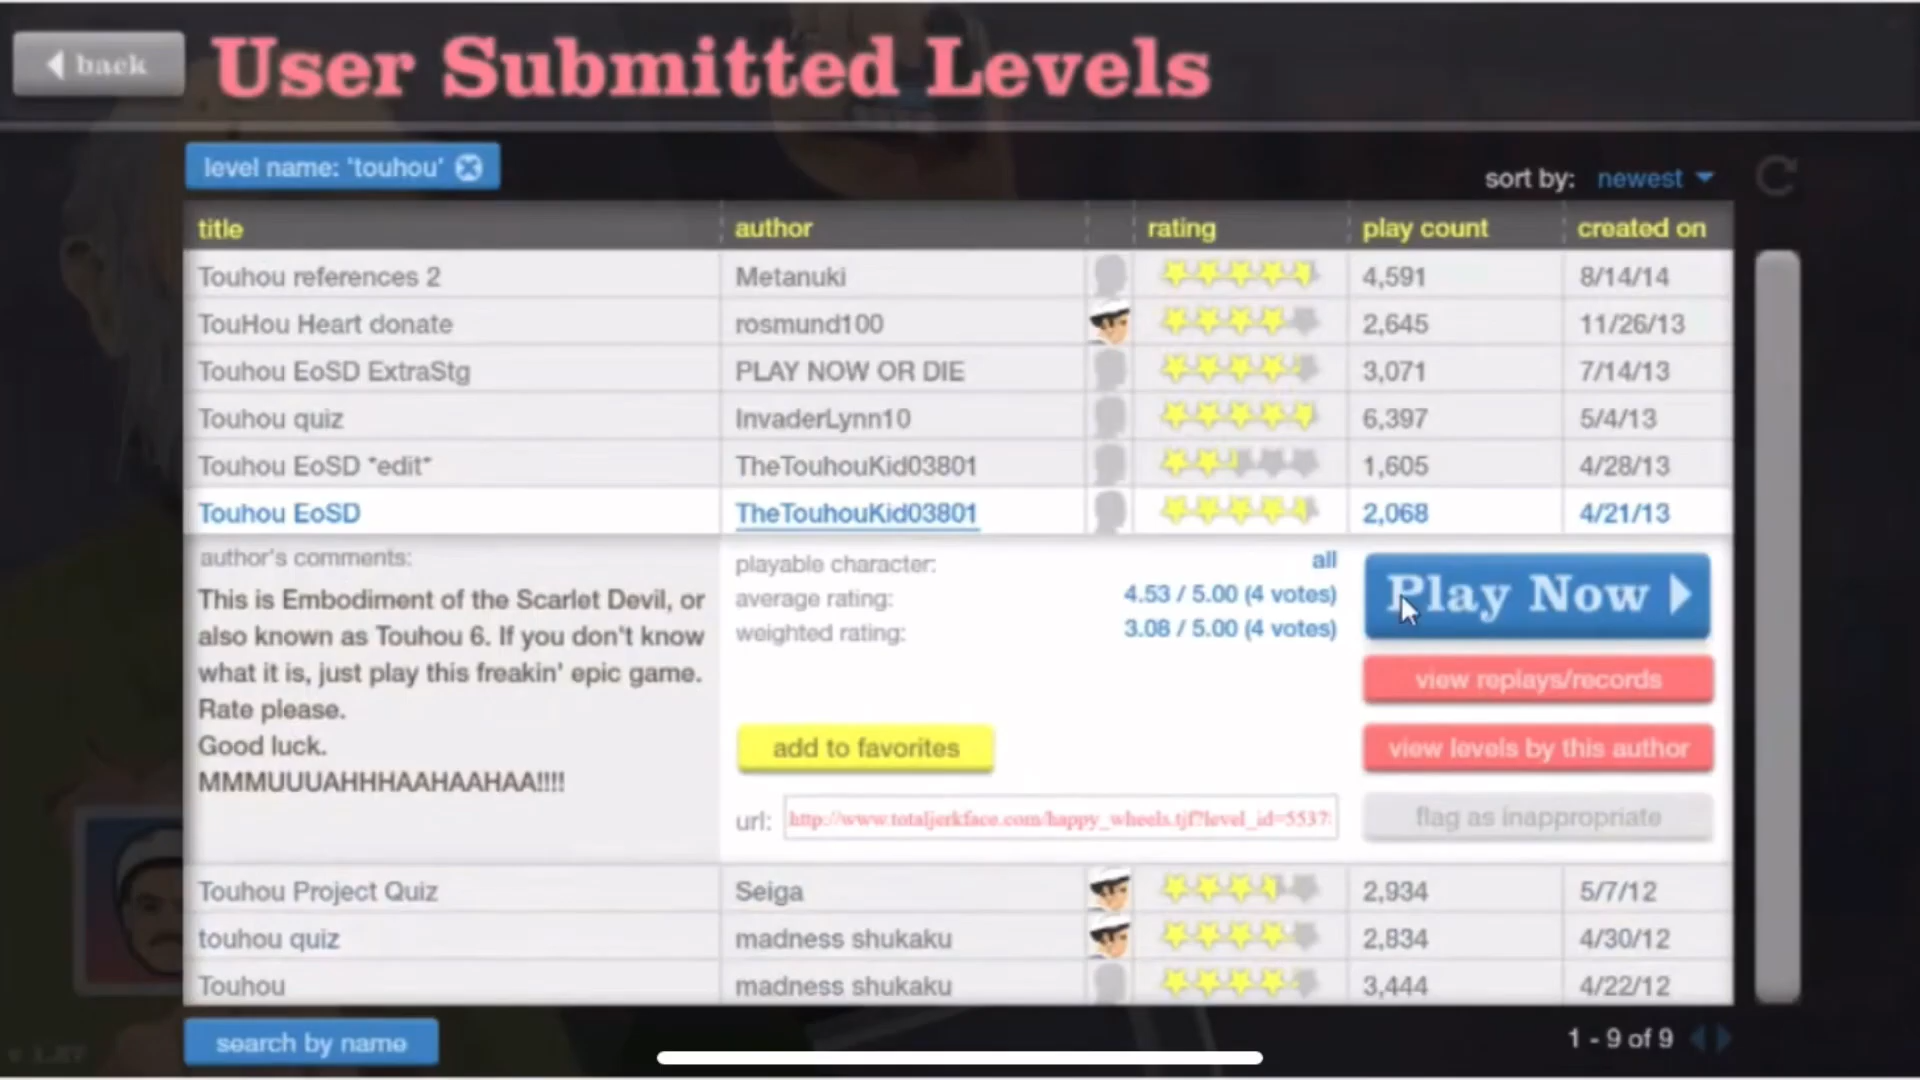 back
User Submitted Levels
level name: 'touhou'
sort by: newest
title author rating play count created on
Touhou references 2 Metanuki 4,591 8/14/14
TouHou Heart donate rosmund100 2,645 11/26/13
Touhou EoSD ExtraStg PLAY NOW OR DIE 3,071 7/14/13
Touhou quiz InvaderLynn10 6,397 5/4/13
Touhou EoSD *edit* TheTouhouKid03801 1,605 4/28/13
Touhou EoSD TheTouhouKid03801 2,068 4/21/13
author's comments:
This is Embodiment of the Scarlet Devil, or
also known as Touhou 6. If you don't know
what it is, just play this freakin' epic game.
Rate please.
Good luck.
MMMUUUAHHHAAHAAHAA!!!!
playable character: all
average rating: 4.53 / 5.00 (4 votes)
weighted rating: 3.08 / 5.00 (4 votes)
add to favorites
url: http://www.totaljerkface.com/happy_wheels.tjf?level_id=5537
Play Now
view replays/records
view levels by this author
flag as inappropriate
Touhou Project Quiz Seiga 2,934 5/7/12
touhou quiz madness shukaku 2,834 4/30/12
Touhou madness shukaku 3,444 4/22/12
search by name
1 - 9 of 9